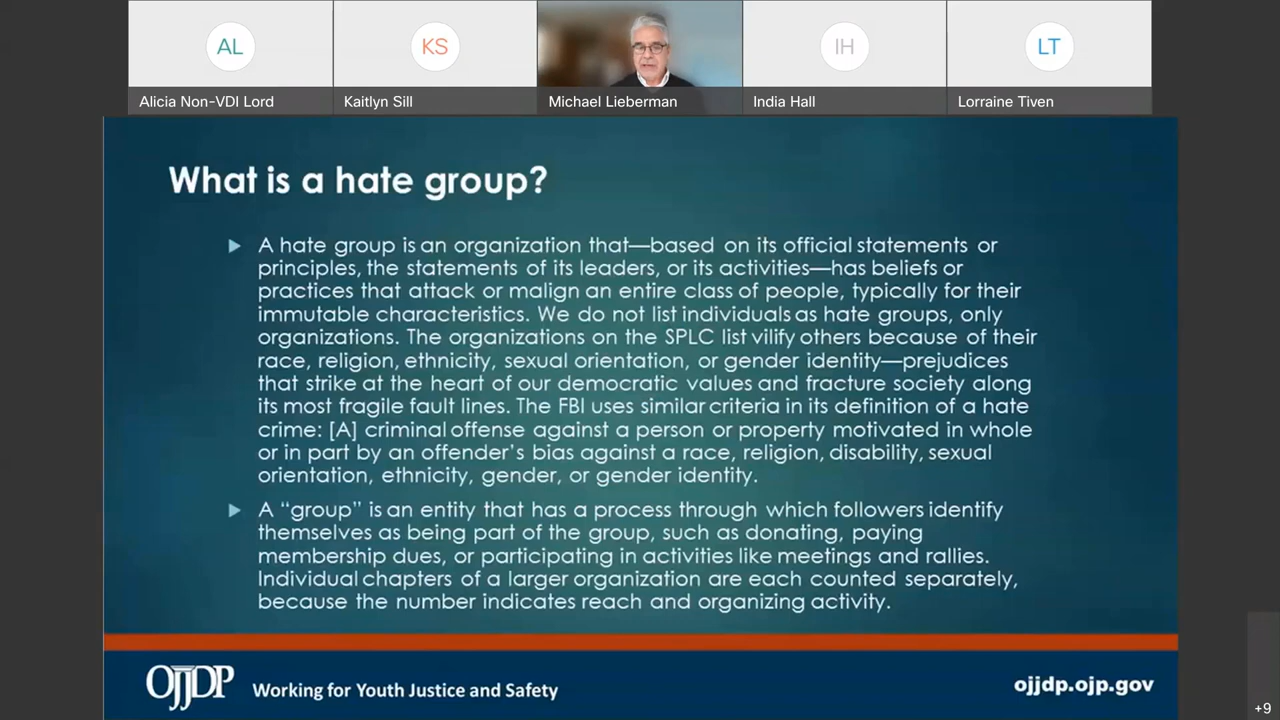 AL
KS
IH
LT
Alicia Non-VDI Lord
Kaitlyn Sill
Michael Lieberman
India Hall
Lorraine Tiven
What is a hate group?
A hate group is an organization that—based on its official statements or
principles, the statements of its leaders, or its activities—has beliefs or
practices that attack or malign an entire class of people, typically for their
immutable characteristics. We do not list individuals as hate groups, only
organizations. The organizations on the SPLC list vilify others because of their
race, religion, ethnicity, sexual orientation, or gender identity—prejudices
that strike at the heart of our democratic values and fracture society along
its most fragile fault lines. The FBI uses similar criteria in its definition of a hate
crime: [A] criminal offense against a person or property motivated in whole
or in part by an offender’s bias against a race, religion, disability, sexual
orientation, ethnicity, gender, or gender identity.
A “group” is an entity that has a process through which followers identify
themselves as being part of the group, such as donating, paying
membership dues, or participating in activities like meetings and rallies.
Individual chapters of a larger organization are each counted separately,
because the number indicates reach and organizing activity.
OJJDP
Working for Youth Justice and Safety
ojjdp.ojp.gov
+9